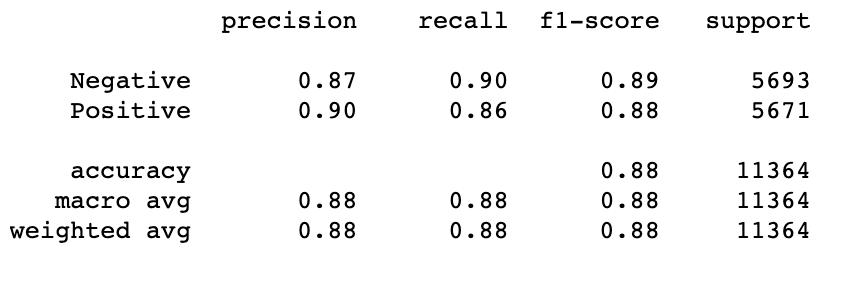 precision recall f1-score support
Negative 0.87 0.90 0.89 5693
Positive 0.90 0.86 0.88 5671
accuracy 0.88 11364
macro avg 0.88 0.88 0.88 11364
weighted avg 0.88 0.88 0.88 11364